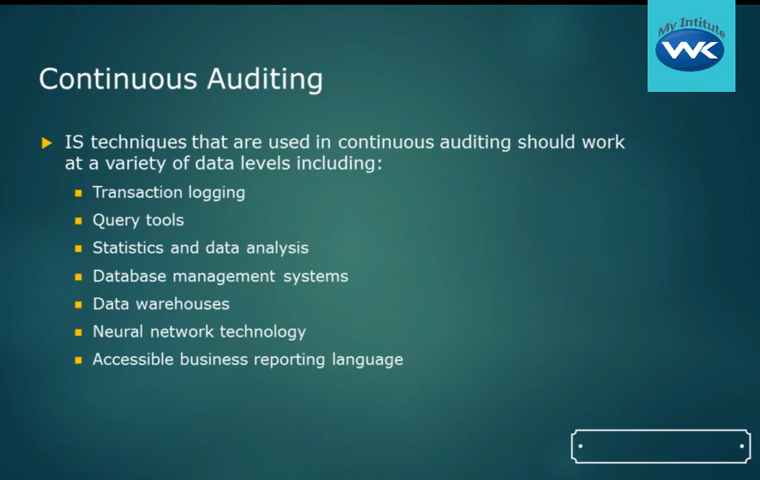 My Intitute
VVK
Continuous Auditing
IS techniques that are used in continuous auditing should work
at a variety of data levels including:
Transaction logging
Query tools
Statistics and data analysis
Database management systems
Data warehouses
Neural network technology
Accessible business reporting language